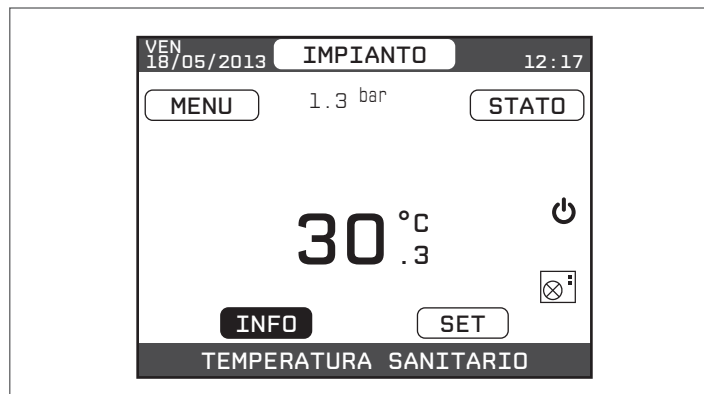 VEN
18/05/2013 IMPIANTO 12:17
MENU 1.3 bar STATO
30.3 °C
INFO SET
TEMPERATURA SANITARIO